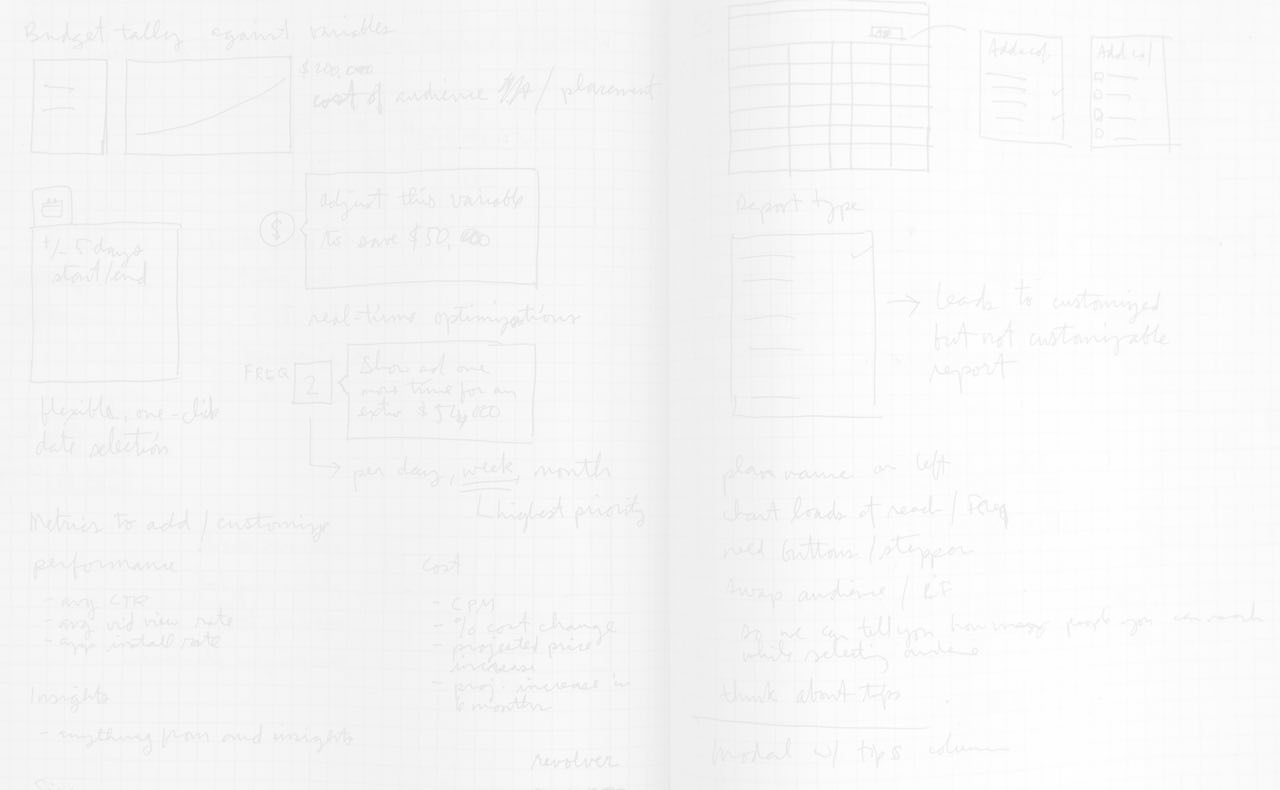 Budget tally against variables
$200,000
cost of audience / placement
adjust this variable
to save $50,
$
+/- 5 days
start/end
real-time optimizations
FREQ
2
Show ad one
more time for an
extra $50,000
flexible, one-click
date selection
per day, week, month
highest priority
Metrics to add / customize
performance
- avg CTR
- avg vid view rate
- app install rate
cost
- CPM
- % cost change
- projected price
increase
- proj. increase in
6 months
Insights
- anything from aud insights
revolver
Add col
Add col
Report type
leads to customized
but not customizable
report
plan name on left
chart loads of reach / Freq
need buttons / stepper
swap audience / RF
so we can tell you how many people you can reach
while selecting audience
think about tips
Modal w/ tips column